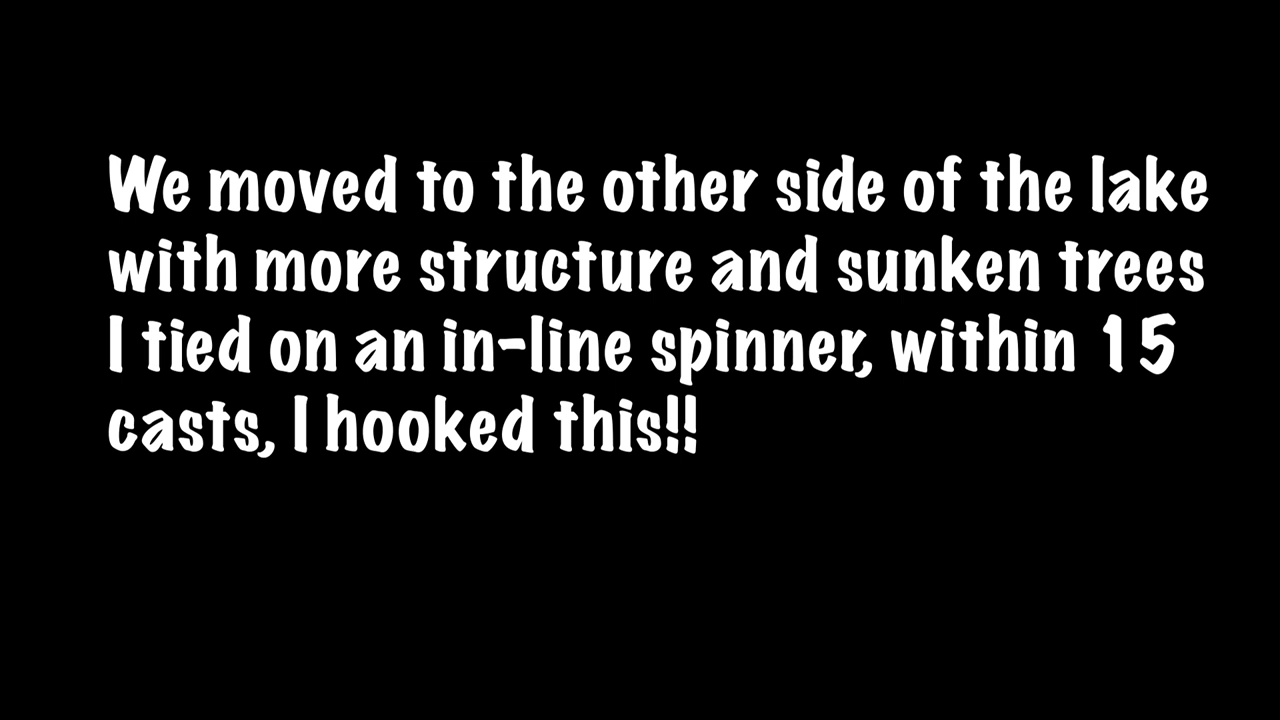 We moved to the other side of the lake
with more structure and sunken trees
I tied on an in-line spinner, within 15
casts, I hooked this!!